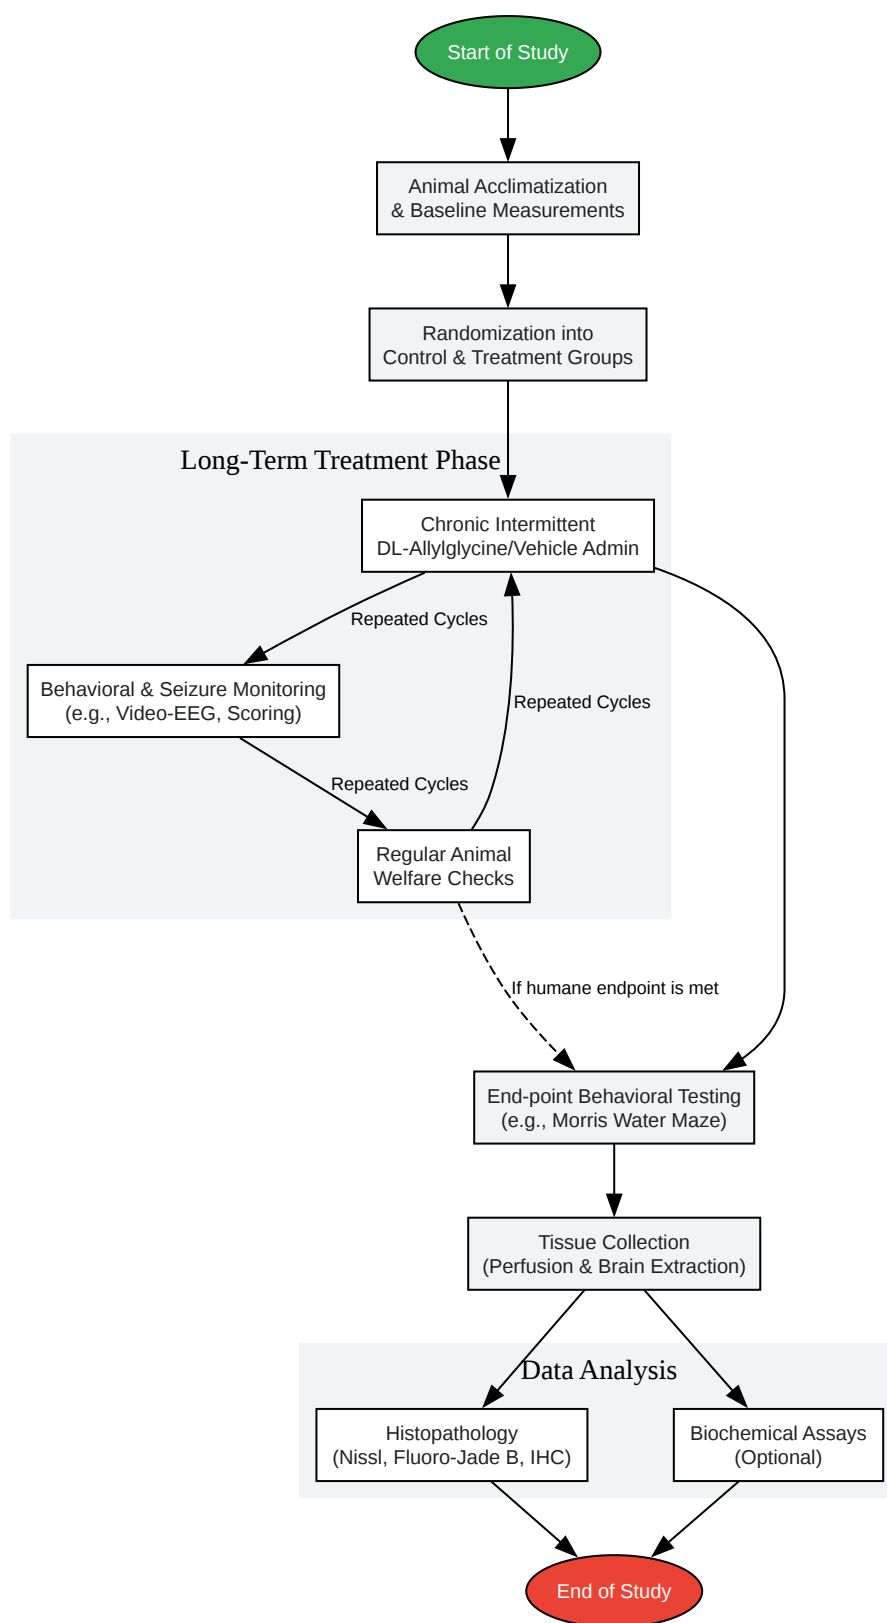 Start of Study
Animal Acclimatization
& Baseline Measurements
Randomization into
Control & Treatment Groups
Long-Term Treatment Phase
Chronic Intermittent
DL-Allylglycine/Vehicle Admin
Repeated Cycles
Behavioral & Seizure Monitoring
(e.g., Video-EEG, Scoring)
Repeated Cycles
Repeated Cycles
Regular Animal
Welfare Checks
If humane endpoint is met
End-point Behavioral Testing
(e.g., Morris Water Maze)
Tissue Collection
(Perfusion & Brain Extraction)
Data Analysis
Histopathology
(Nissl, Fluoro-Jade B, IHC)
Biochemical Assays
(Optional)
End of Study